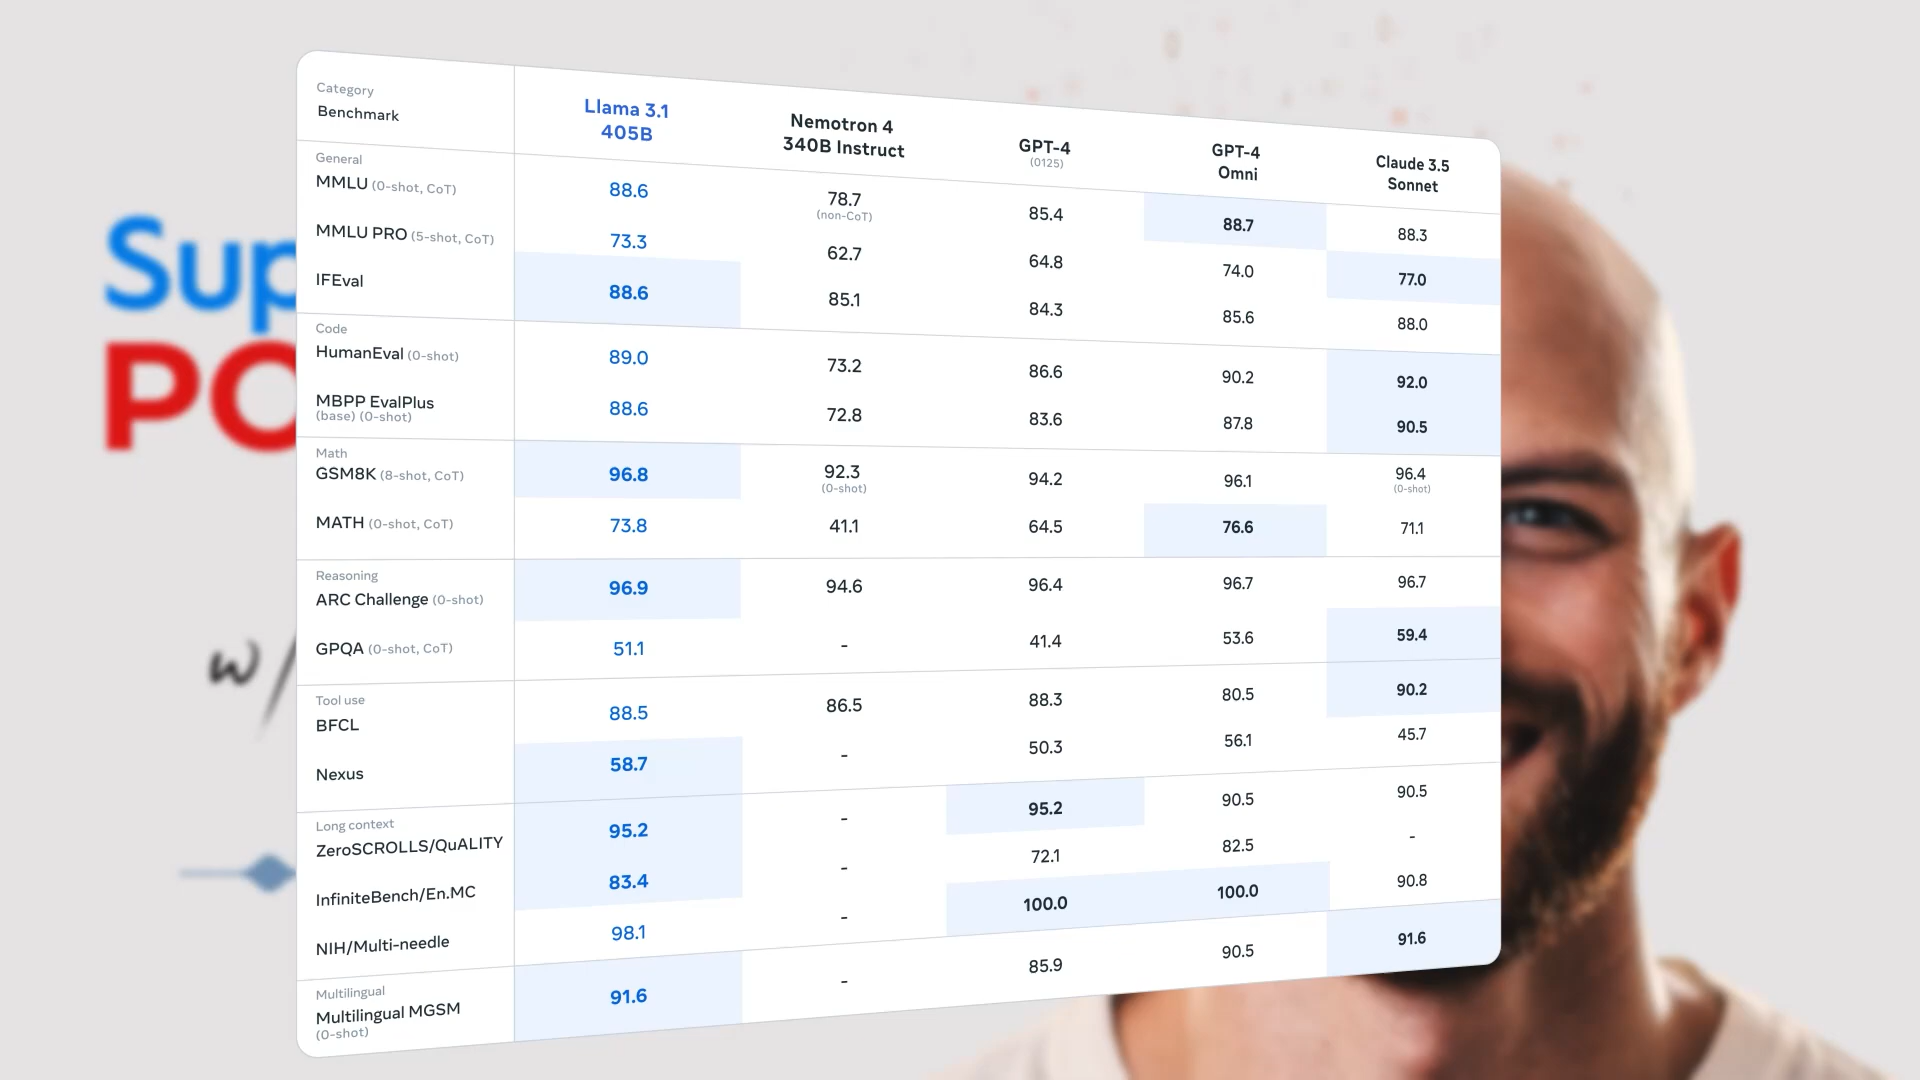 Category
Benchmark
Llama 3.1
405B
Nemotron 4
340B Instruct
GPT-4
(0125)
GPT-4
Omni
Claude 3.5
Sonnet
General
MMLU (0-shot, CoT) 88.6 78.7 85.4 88.7 88.3
(non-CoT)
MMLU PRO (5-shot, CoT) 73.3 62.7 64.8 74.0 77.0
IFEval 88.6 85.1 84.3 85.6 88.0
Code
HumanEval (0-shot) 89.0 73.2 86.6 90.2 92.0
MBPP EvalPlus 88.6 72.8 83.6 87.8 90.5
(base) (0-shot)
Math
GSM8K (8-shot, CoT) 96.8 92.3 94.2 96.1 96.4
(0-shot) (0-shot)
MATH (0-shot, CoT) 73.8 41.1 64.5 76.6 71.1
Reasoning
ARC Challenge (0-shot) 96.9 94.6 96.4 96.7 96.7
GPQA (0-shot, CoT) 51.1 - 41.4 53.6 59.4
Tool use
BFCL 88.5 86.5 88.3 80.5 90.2
Nexus 58.7 - 50.3 56.1 45.7
Long context
ZeroSCROLLS/QuALITY 95.2 - 95.2 90.5 90.5
InfiniteBench/En.MC 83.4 - 72.1 82.5 -
NIH/Multi-needle 98.1 - 100.0 100.0 90.8
Multilingual
Multilingual MGSM 91.6 - 85.9 90.5 91.6
(0-shot)
Sup
PO
w/